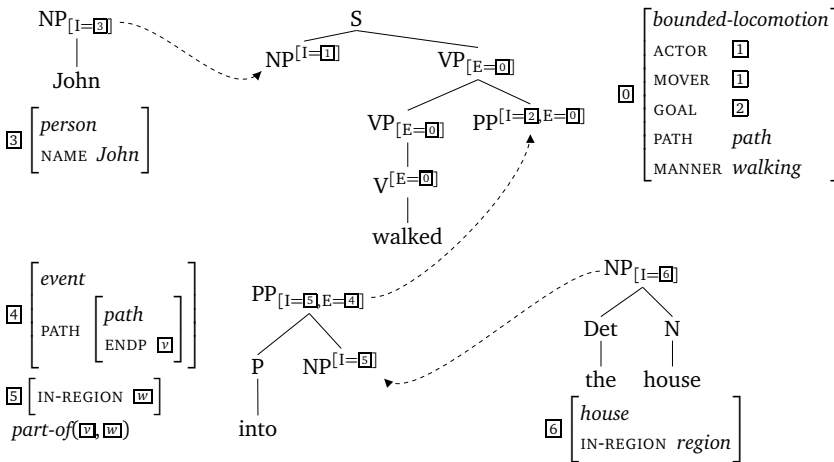 NP[I=3]
John
3 [person
NAME John]
S
NP[I=1] VP[E=0]
VP[E=0] PP[I=2,E=0]
V[E=0]
walked
0 [bounded-locomotion
ACTOR 1
MOVER 1
GOAL 2
PATH path
MANNER walking]
4 [event
PATH [path
ENDP v]]
5 [IN-REGION w]
part-of(v,w)
PP[I=5,E=4]
P NP[I=5]
into
NP[I=6]
Det N
the house
6 [house
IN-REGION region]